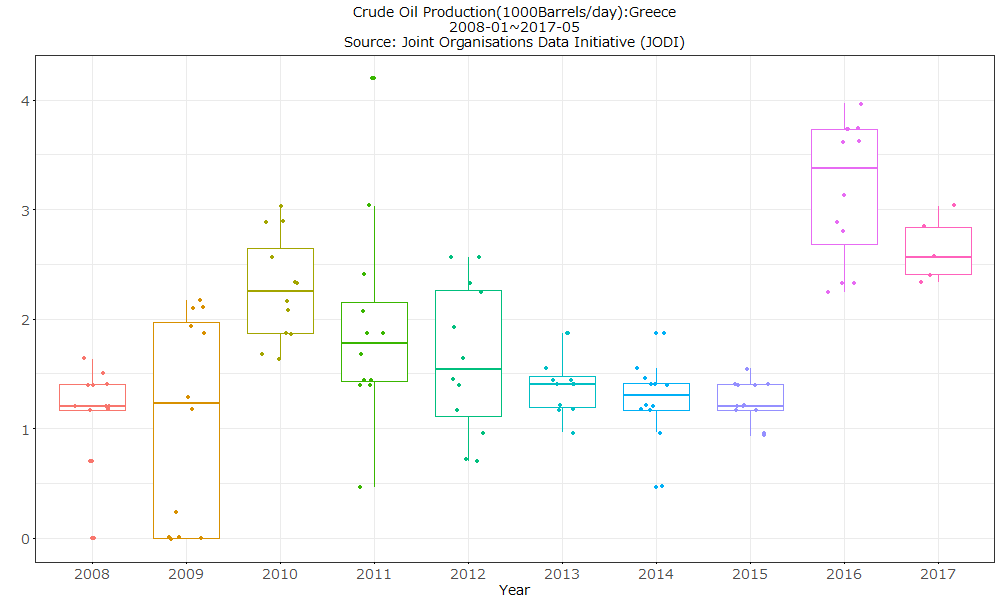 Crude Oil Production(1000Barrels/day):Greece
2008-01~2017-05
Source: Joint Organisations Data Initiative (JODI)
4
3
2
1
0
2008 2009 2010 2011 2012 2013 2014 2015 2016 2017
Year